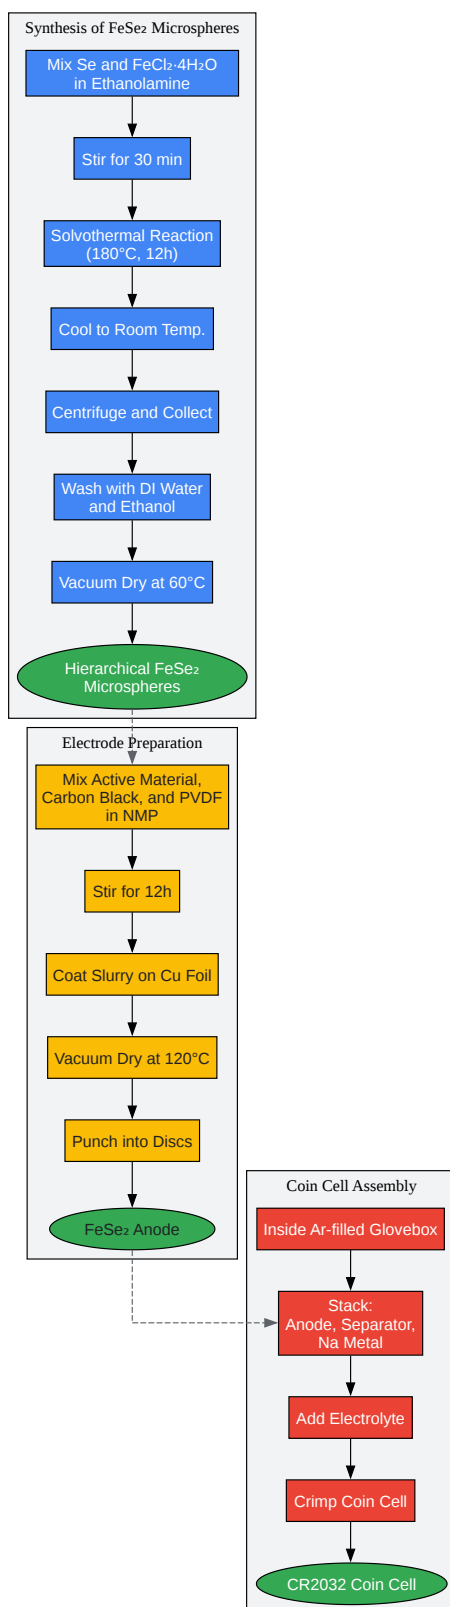 Synthesis of FeSe₂ Microspheres
Mix Se and FeCl₂·4H₂O
in Ethanolamine
Stir for 30 min
Solvothermal Reaction
(180°C, 12h)
Cool to Room Temp.
Centrifuge and Collect
Wash with DI Water
and Ethanol
Vacuum Dry at 60°C
Hierarchical FeSe₂
Microspheres
Electrode Preparation
Mix Active Material,
Carbon Black, and PVDF
in NMP
Stir for 12h
Coat Slurry on Cu Foil
Vacuum Dry at 120°C
Punch into Discs
FeSe₂ Anode
Coin Cell Assembly
Inside Ar-filled Glovebox
Stack:
Anode, Separator,
Na Metal
Add Electrolyte
Crimp Coin Cell
CR2032 Coin Cell